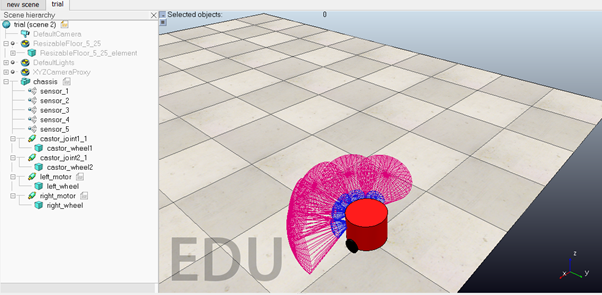 new scene
trial
Scene hierarchy
Selected objects: 0
trial (scene 2)
DefaultCamera
ResizableFloor_5_25
ResizableFloor_5_25_element
DefaultLights
XYZCameraProxy
chassis
sensor_1
sensor_2
sensor_3
sensor_4
sensor_5
castor_joint1_1
castor_wheel1
castor_joint2_1
castor_wheel2
left_motor
left_wheel
right_motor
right_wheel
EDU
z
x
y